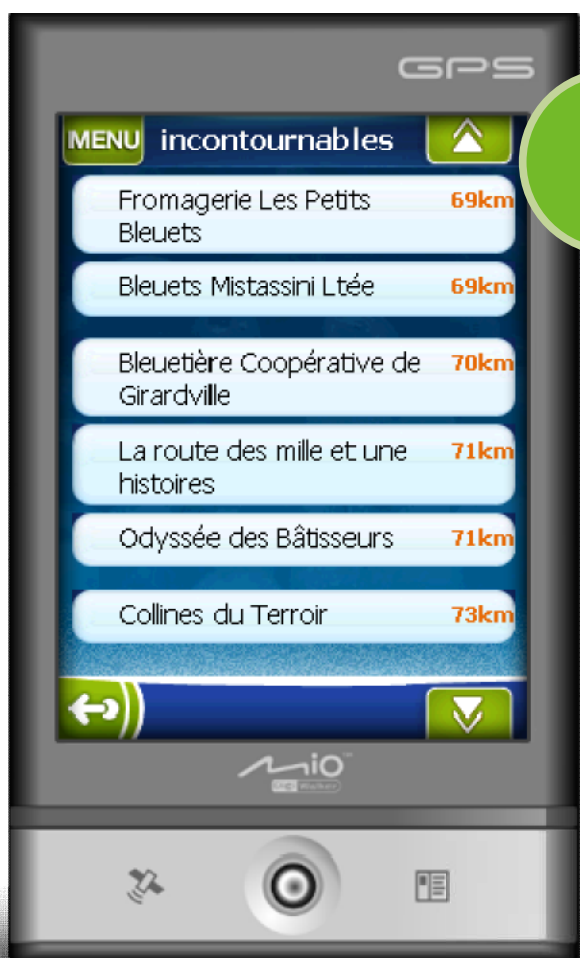 GPS
MENU incontournables
Fromagerie Les Petits 69km
Bleuets
Bleuets Mistassini Ltée 69km
Bleuetière Coopérative de 70km
Girardville
La route des mille et une 71km
histoires
Odyssée des Bâtisseurs 71km
Collines du Terroir 73km
Mio